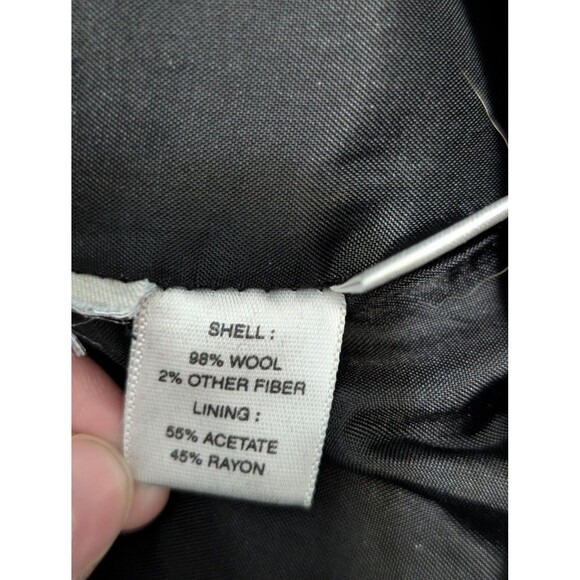 SHELL :
98% WOOL
2% OTHER FIBER
LINING :
55% ACETATE
45% RAYON